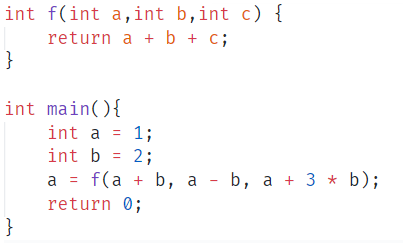 int f(int a,int b,int c) {
    return a + b + c;
}

int main(){
    int a = 1;
    int b = 2;
    a = f(a + b, a - b, a + 3 * b);
    return 0;
}